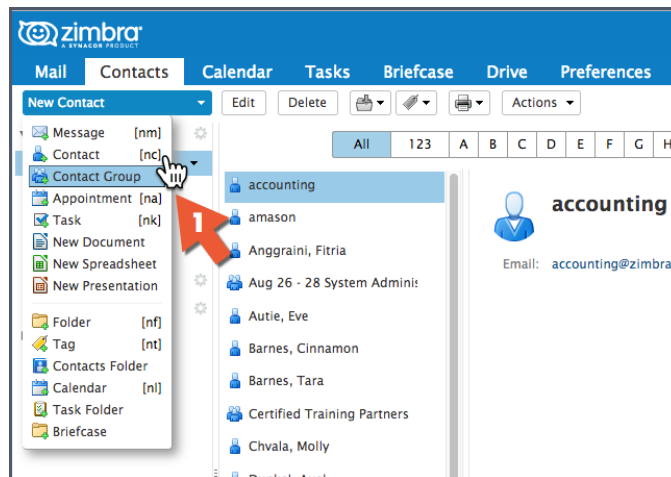 zimbra
A SYNACOR PRODUCT
Mail Contacts Calendar Tasks Briefcase Drive Preferences
New Contact Edit Delete Actions
Message [nm]
Contact [nc]
Contact Group
Appointment [na]
Task [nk]
New Document
New Spreadsheet
New Presentation
Folder [nf]
Tag [nt]
Contacts Folder
Calendar [nl]
Task Folder
Briefcase
1
All 123 A B C D E F G H
accounting
amason
Anggraini, Fitria
Aug 26 - 28 System Adminis
Autie, Eve
Barnes, Cinnamon
Barnes, Tara
Certified Training Partners
Chvala, Molly
accounting
Email: accounting@zimbra